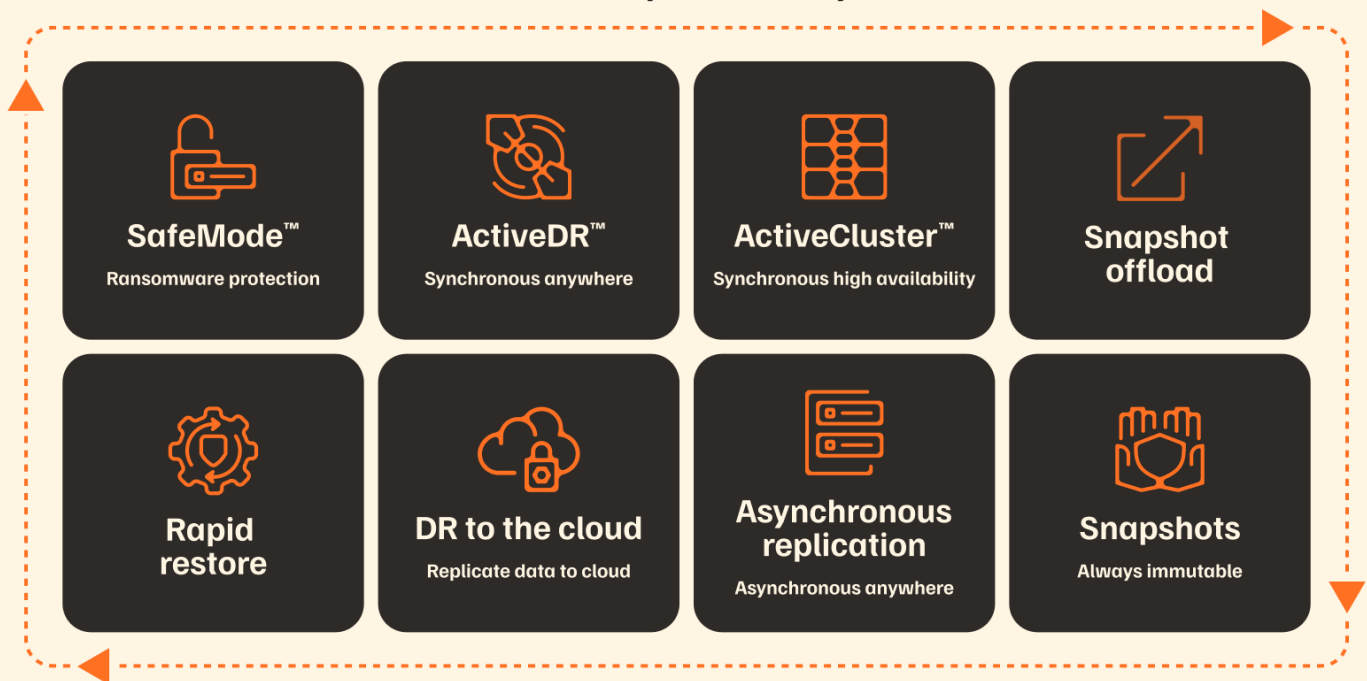 SafeMode™
Ransomware protection
ActiveDR™
Synchronous anywhere
ActiveCluster™
Synchronous high availability
Snapshot
offload
Rapid
restore
DR to the cloud
Replicate data to cloud
Asynchronous
replication
Asynchronous anywhere
Snapshots
Always immutable